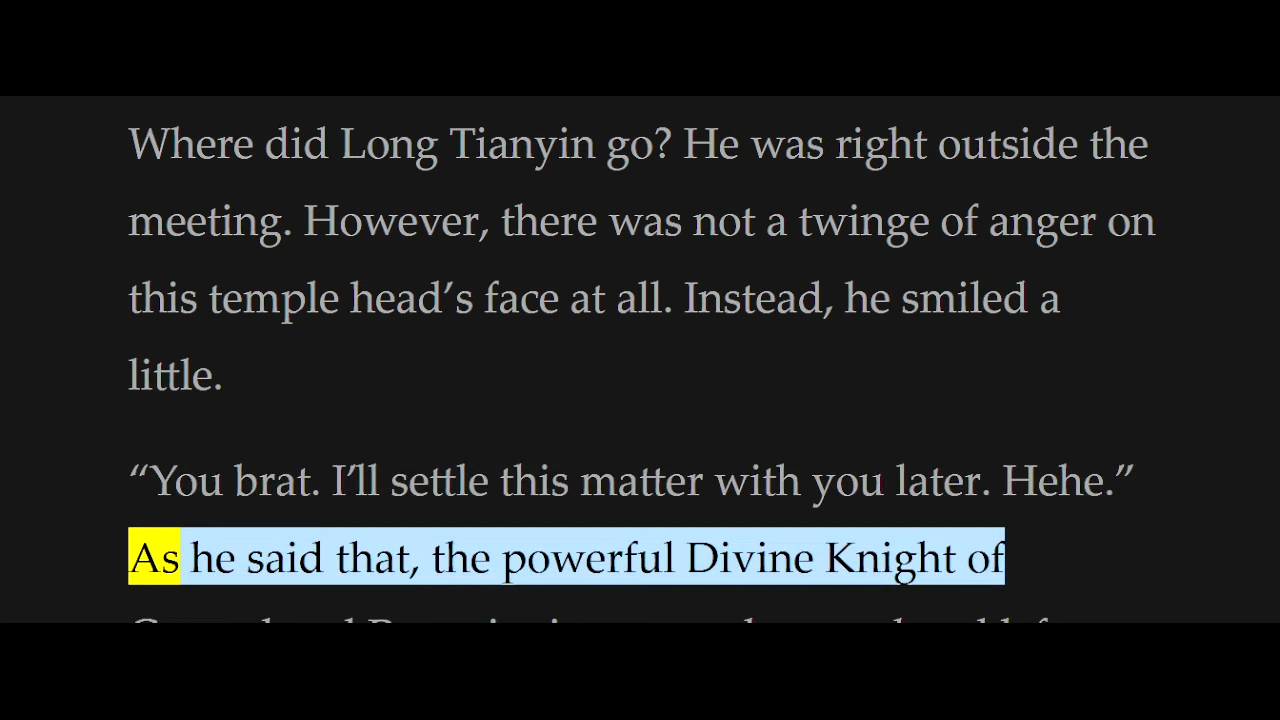 Where did Long Tianyin go? He was right outside the
meeting. However, there was not a twinge of anger on
this temple head’s face at all. Instead, he smiled a
little.
“You brat. I’ll settle this matter with you later. Hehe.”
As he said that, the powerful Divine Knight of